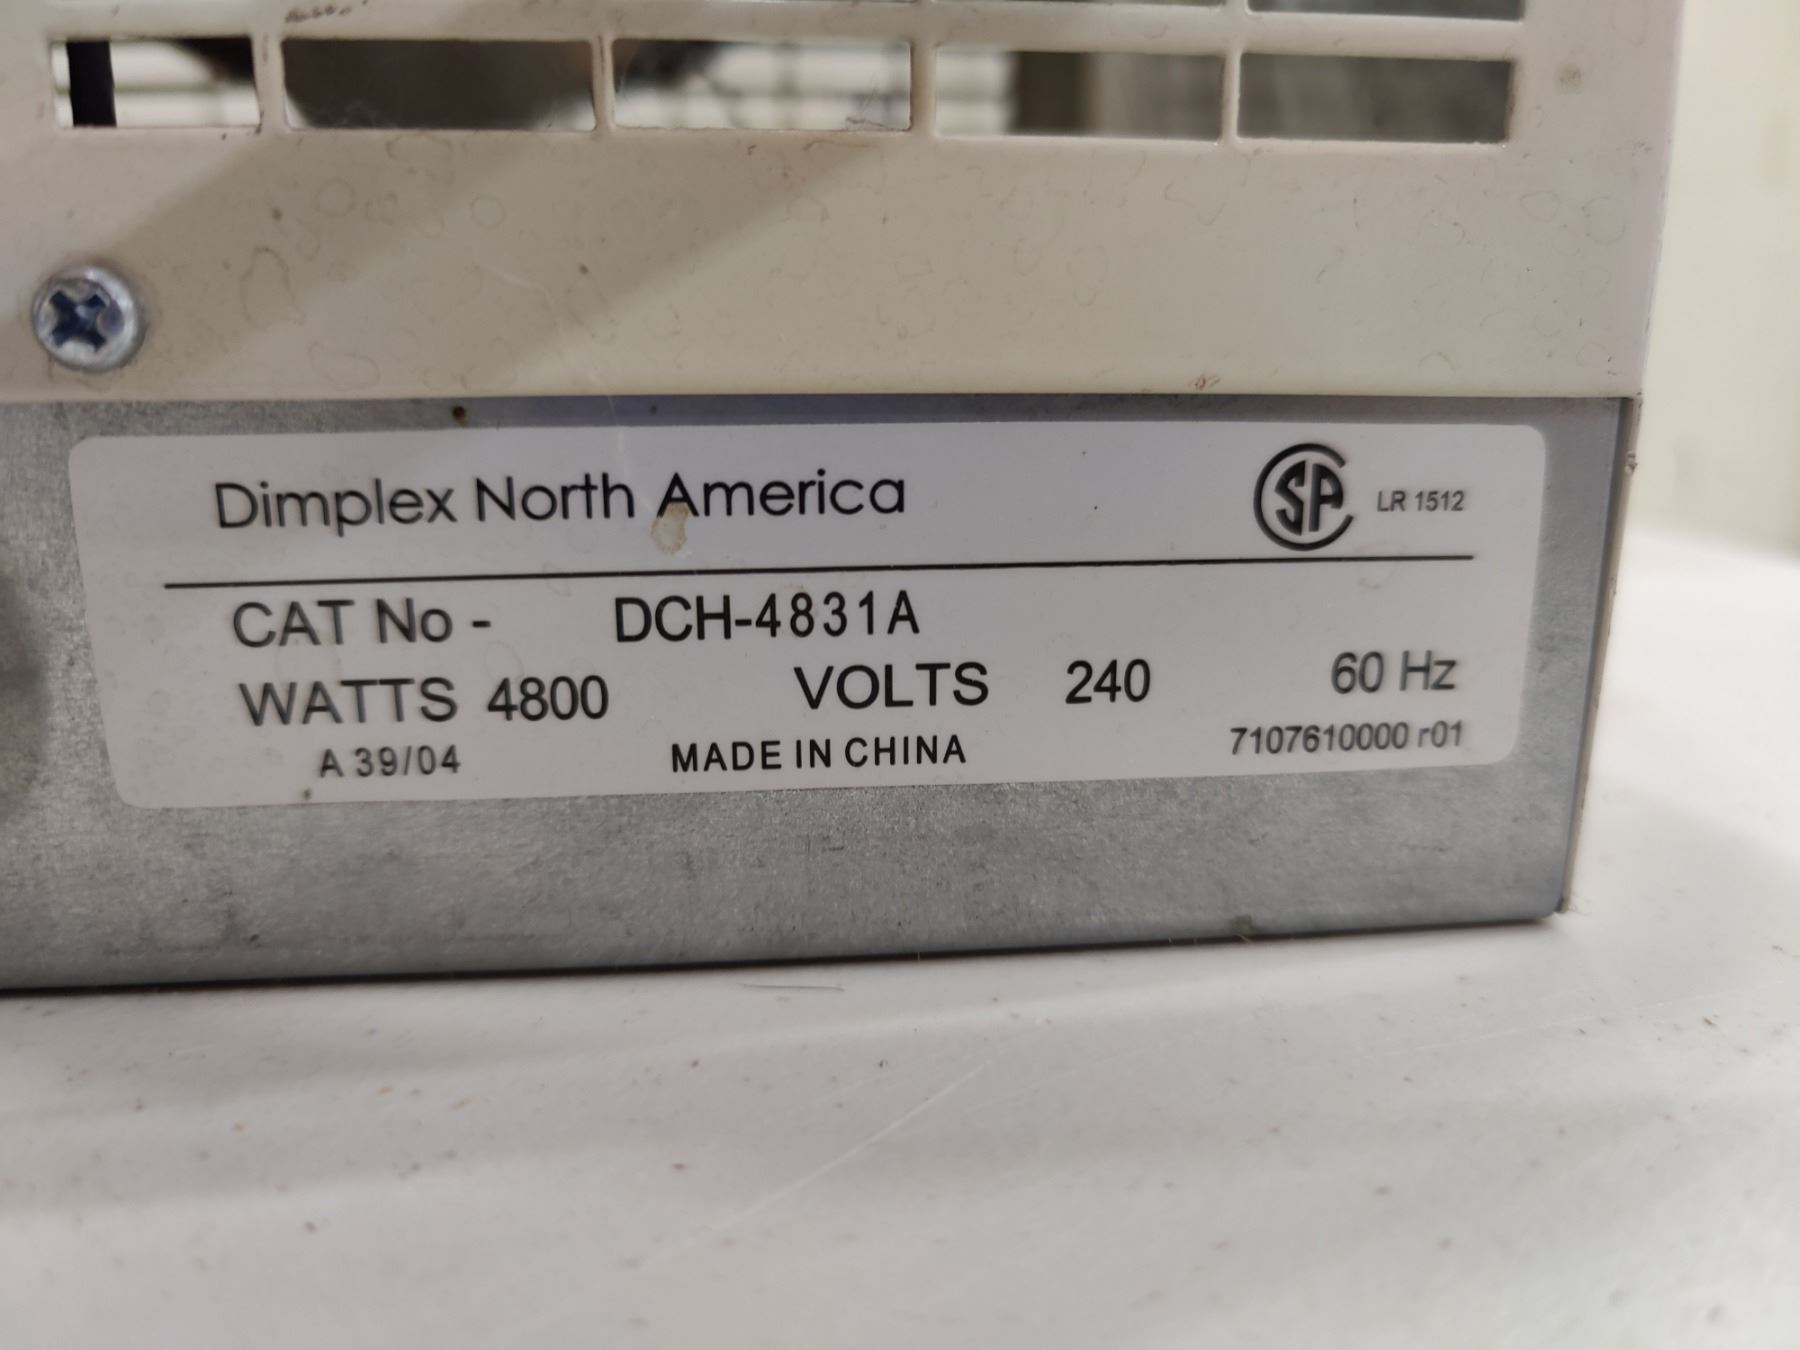 Dimplex North America
SA LR 1512
CAT No - DCH-4831A
WATTS 4800 VOLTS 240 60 Hz
A 39/04 MADE IN CHINA 7107610000 r01